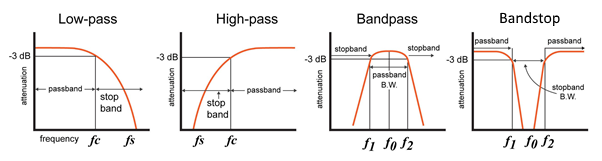 Low-pass
-3 dB
attenuation
passband
stop
band
frequency
fc
fs
High-pass
-3 dB
attenuation
passband
stop
band
fs
fc
Bandpass
stopband
stopband
-3 dB
attenuation
passband
B.W.
f1
f0
f2
Bandstop
passband
passband
-3 dB
attenuation
stopband
B.W.
f1
f0
f2